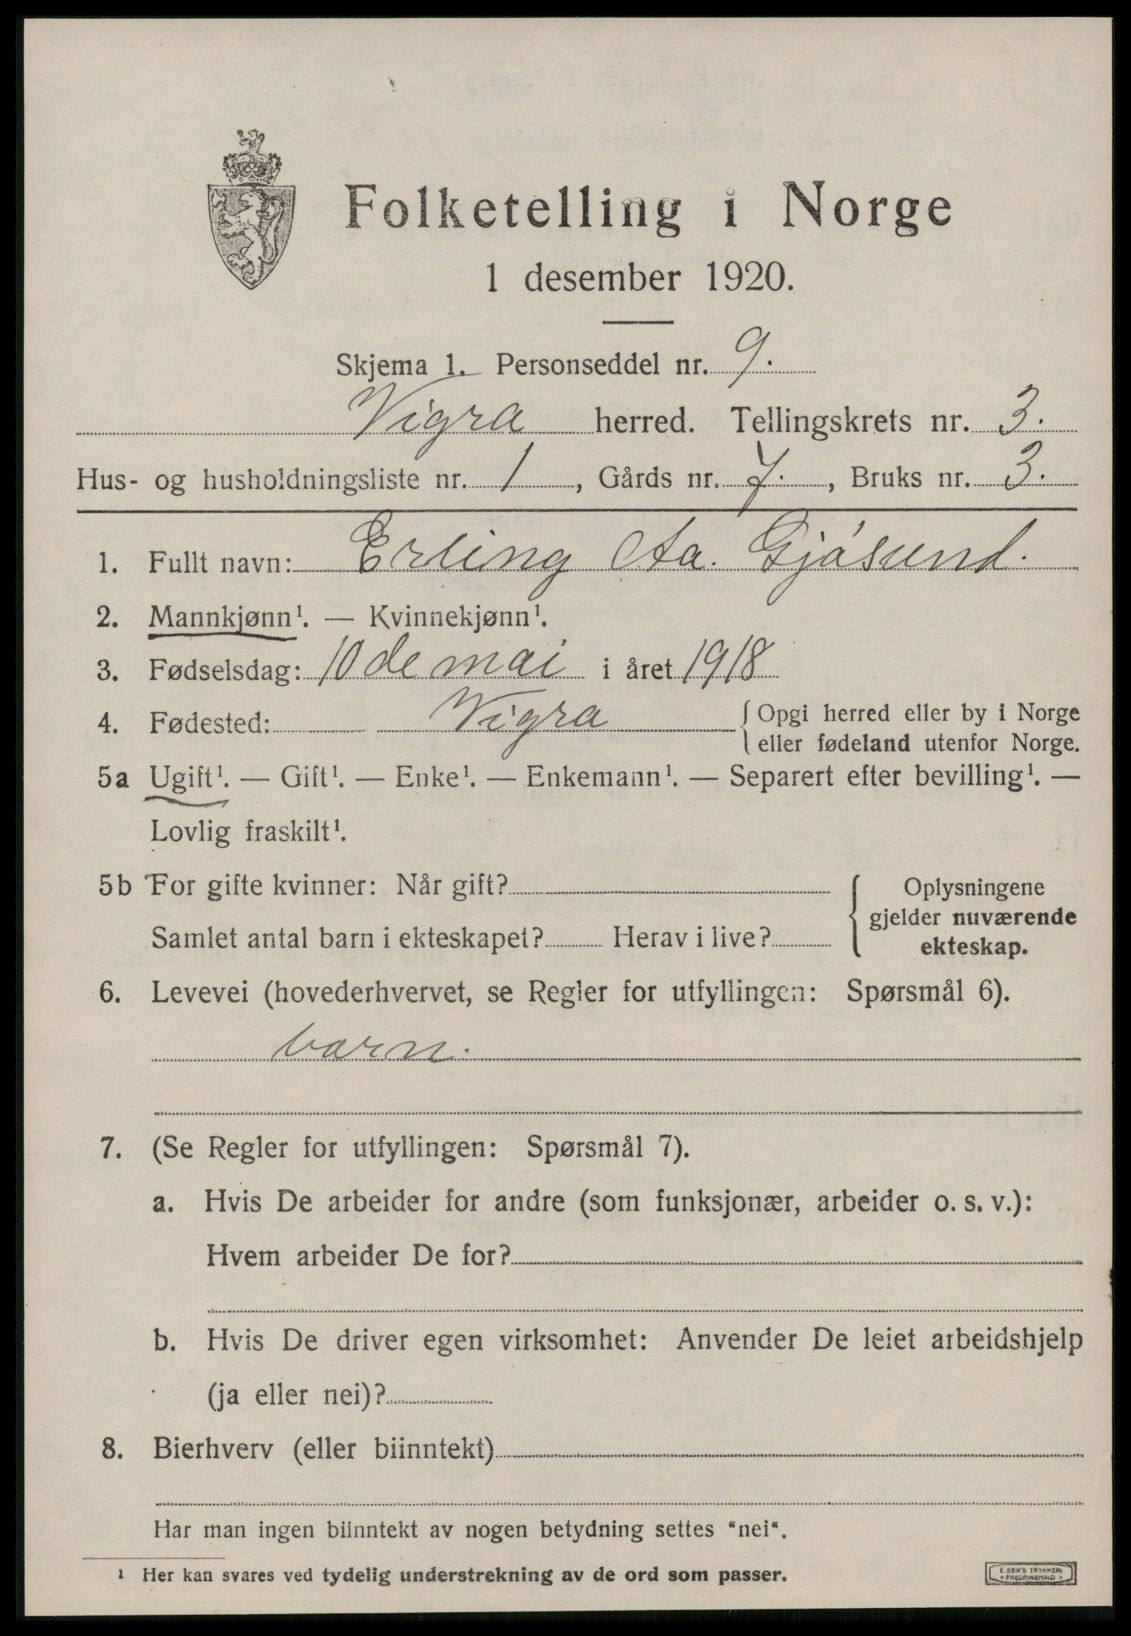 Folketelling i Norge
1 desember 1920.
Skjema 1. Personseddel nr. 9.
Vigra herred. Tellingskrets nr. 3.
Hus- og husholdningsliste nr. 1, Gårds nr. 7., Bruks nr. 3.
1. Fullt navn: Erling Aa. Gjósund.
2. Mannkjønn¹. — Kvinnekjønn¹.
3. Fødselsdag: 10de mai i året 1918
4. Fødested: Vigra { Opgi herred eller by i Norge
eller fødeland utenfor Norge.
5a Ugift¹. — Gift¹. — Enke¹. — Enkemann¹. — Separert efter bevilling¹. —
Lovlig fraskilt¹.
5b For gifte kvinner: Når gift? { Oplysningene
gjelder nuværende
Samlet antal barn i ekteskapet? Herav i live?
ekteskap.
6. Levevei (hovederhvervet, se Regler for utfyllingen: Spørsmål 6).
barn.
7. (Se Regler for utfyllingen: Spørsmål 7).
a. Hvis De arbeider for andre (som funksjonær, arbeider o. s. v.):
Hvem arbeider De for?
b. Hvis De driver egen virksomhet: Anvender De leiet arbeidshjelp
(ja eller nei)?
8. Bierhverv (eller biinntekt)
Har man ingen biinntekt av nogen betydning settes "nei".
¹ Her kan svares ved tydelig understrekning av de ord som passer.
E. SEM'S TRYKKERI
FREDRIKSHALD